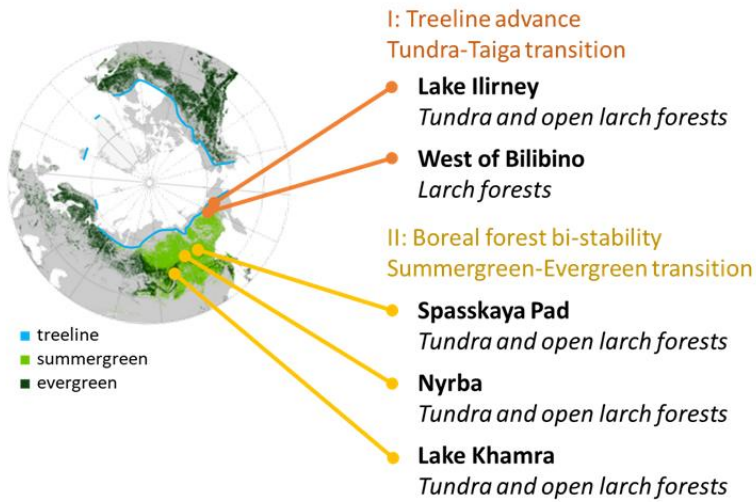 I: Treeline advance
Tundra-Taiga transition
Lake Ilirney
Tundra and open larch forests
West of Bilibino
Larch forests
II: Boreal forest bi-stability
Summergreen-Evergreen transition
Spasskaya Pad
Tundra and open larch forests
Nyrba
Tundra and open larch forests
Lake Khamra
Tundra and open larch forests
treeline
summergreen
evergreen